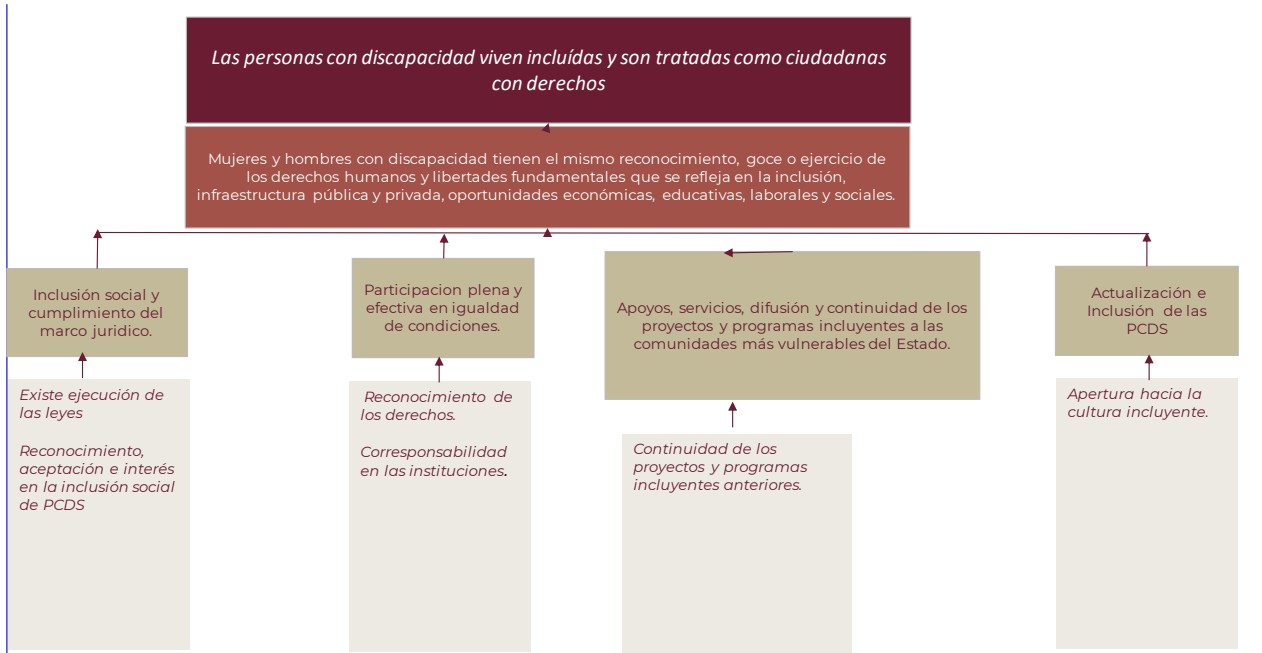 Las personas con discapacidad viven incluídas y son tratadas como ciudadanas
con derechos
Mujeres y hombres con discapacidad tienen el mismo reconocimiento, goce o ejercicio de
los derechos humanos y libertades fundamentales que se refleja en la inclusión,
infraestructura pública y privada, oportunidades económicas, educativas, laborales y sociales.
Inclusión social y
cumplimiento del
marco juridico.
Participacion plena y
efectiva en igualdad
de condiciones.
Apoyos, servicios, difusión y continuidad de los
proyectos y programas incluyentes a las
comunidades más vulnerables del Estado.
Actualización e
Inclusión de las
PCDS
Existe ejecución de
las leyes
Reconocimiento,
aceptación e interés
en la inclusión social
de PCDS
Reconocimiento de
los derechos.
Corresponsabilidad
en las instituciones.
Continuidad de los
proyectos y programas
incluyentes anteriores.
Apertura hacia la
cultura incluyente.